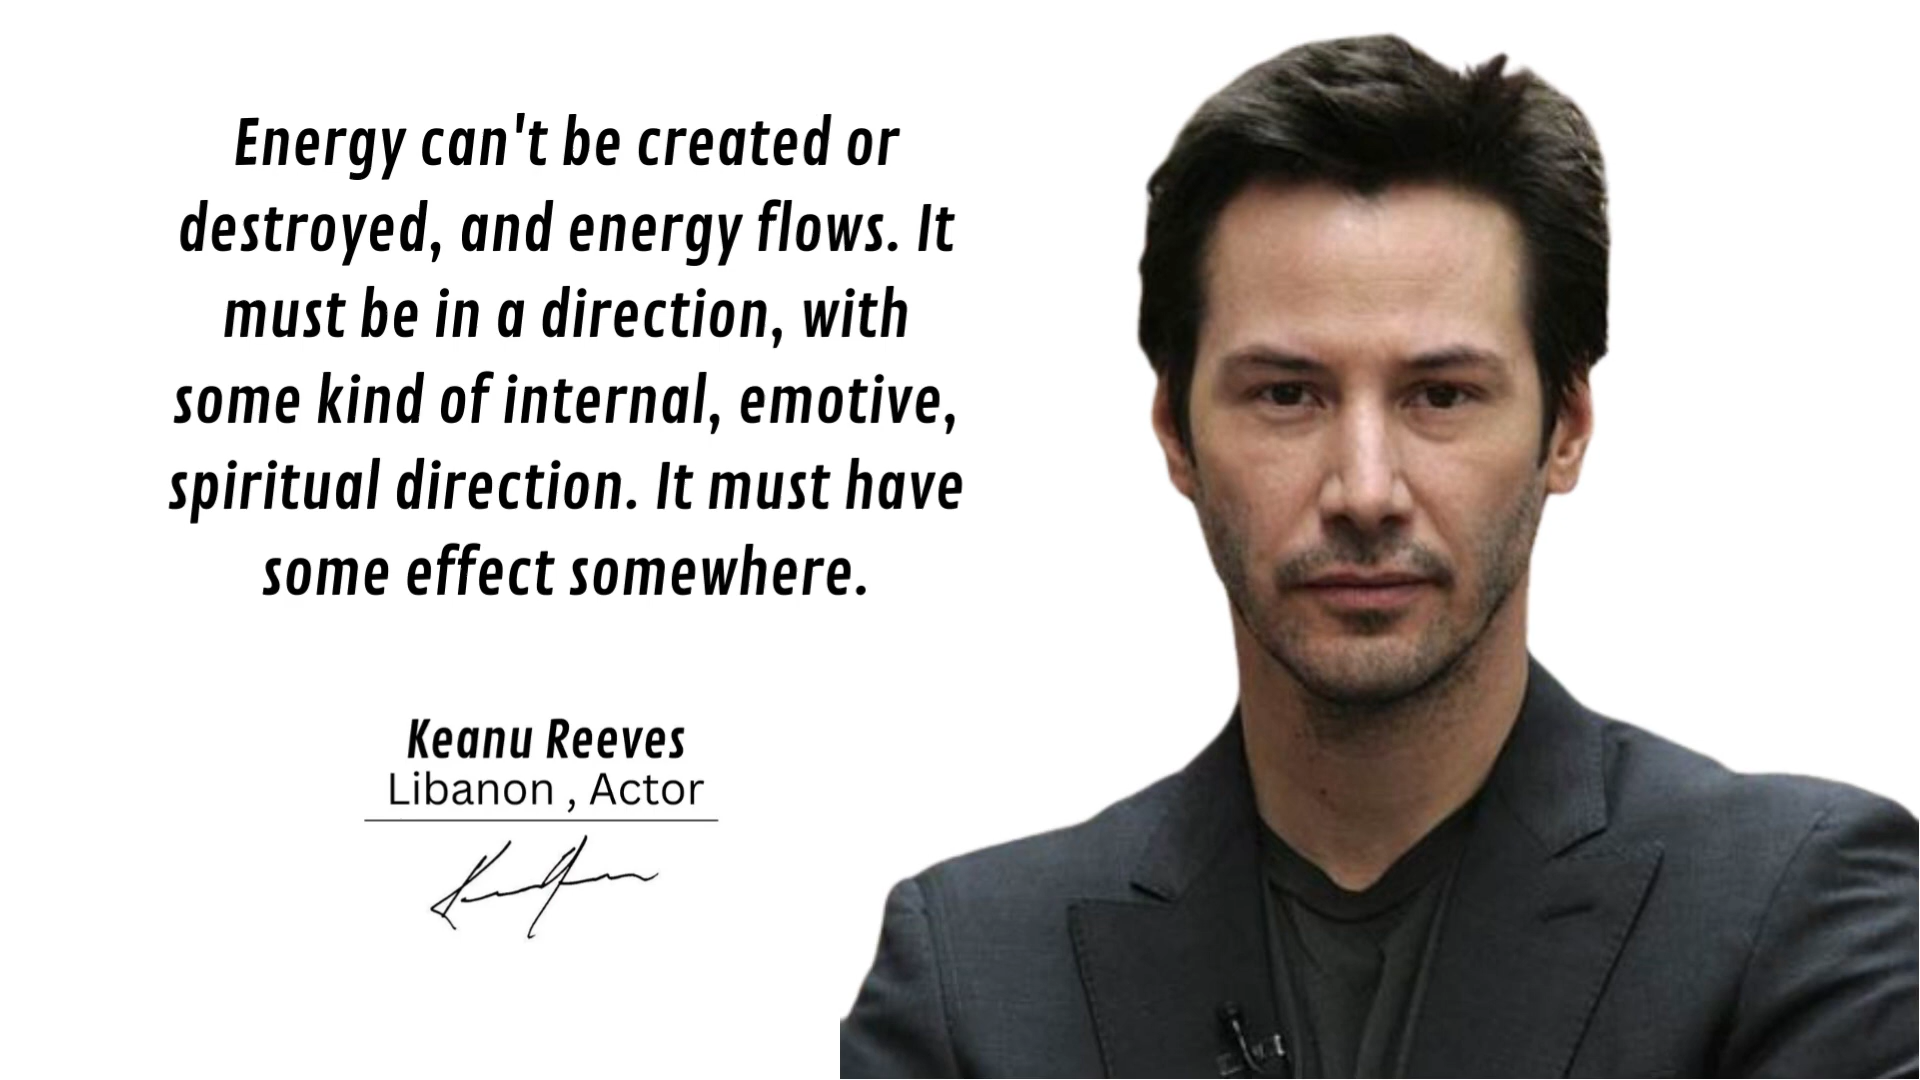 Energy can't be created or
destroyed, and energy flows. It
must be in a direction, with
some kind of internal, emotive,
spiritual direction. It must have
some effect somewhere.
Keanu Reeves
Libanon , Actor